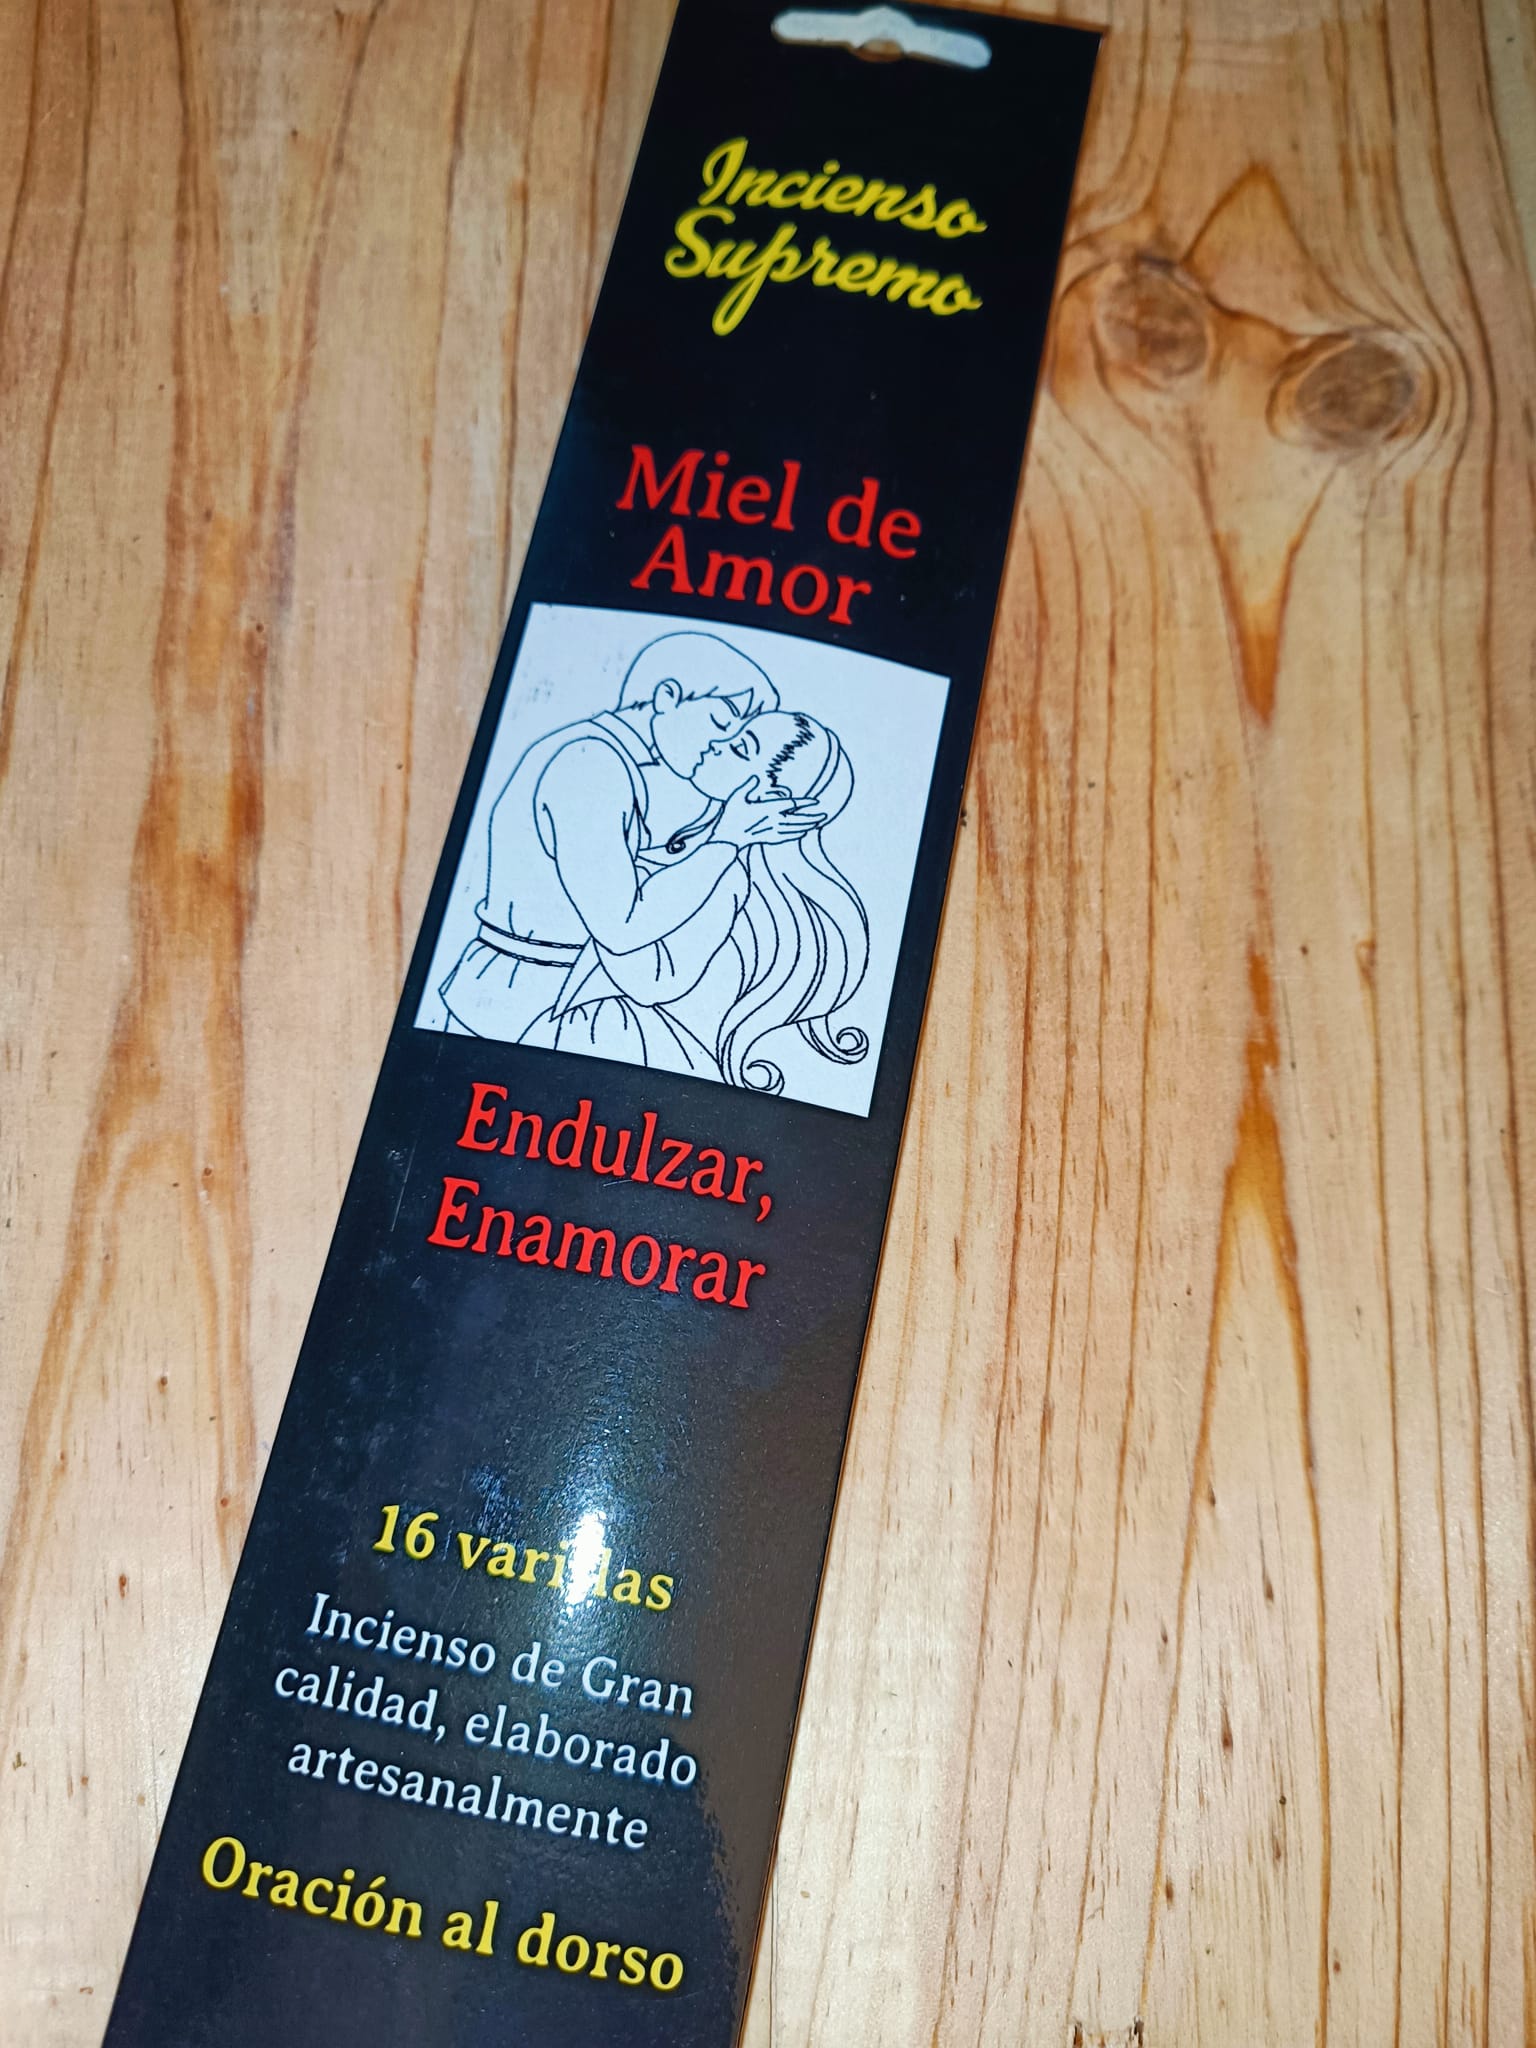 Incienso
Supremo
Miel de
Amor
Endulzar,
Enamorar
16 varillas
Incienso de Gran
calidad, elaborado
artesanalmente
Oración al dorso